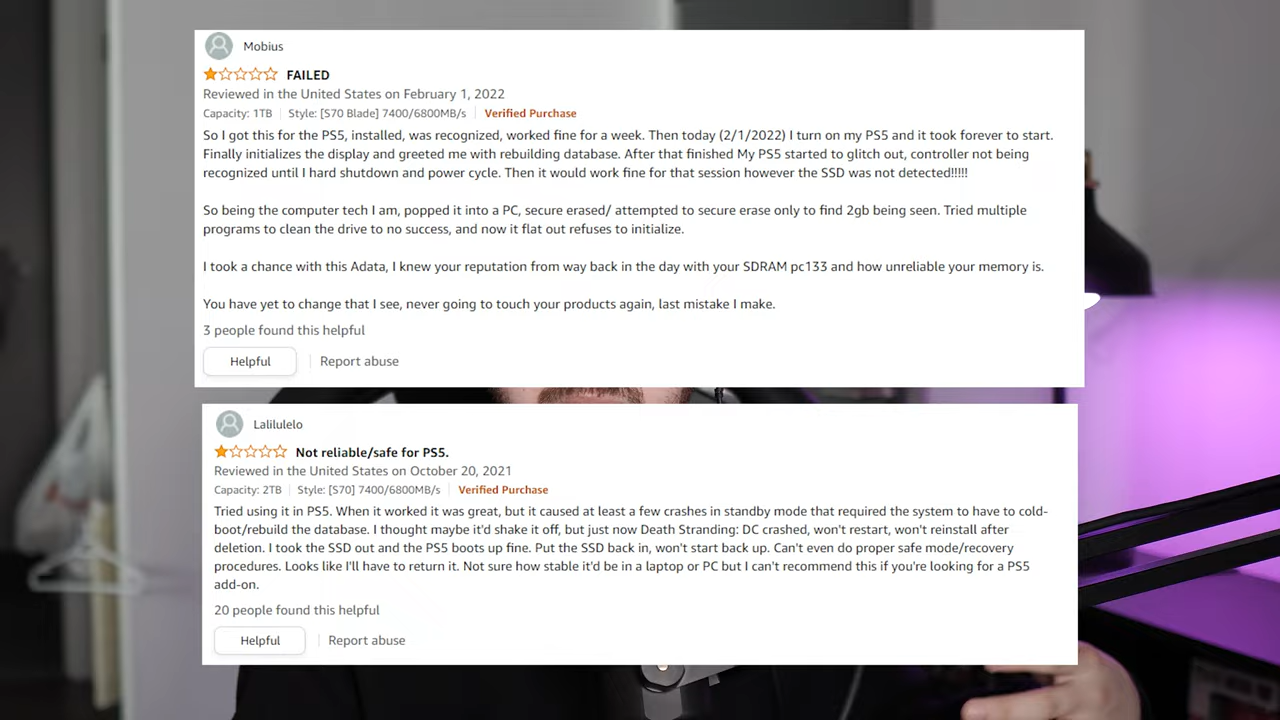 Mobius
FAILED
Reviewed in the United States on February 1, 2022
Capacity: 1TB | Style: [S70 Blade] 7400/6800MB/s | Verified Purchase
So I got this for the PS5, installed, was recognized, worked fine for a week. Then today (2/1/2022) I turn on my PS5 and it took forever to start.
Finally initializes the display and greeted me with rebuilding database. After that finished My PS5 started to glitch out, controller not being
recognized until I hard shutdown and power cycle. Then it would work fine for that session however the SSD was not detected!!!!!
So being the computer tech I am, popped it into a PC, secure erased/ attempted to secure erase only to find 2gb being seen. Tried multiple
programs to clean the drive to no success, and now it flat out refuses to initialize.
I took a chance with this Adata, I knew your reputation from way back in the day with your SDRAM pc133 and how unreliable your memory is.
You have yet to change that I see, never going to touch your products again, last mistake I make.
3 people found this helpful
Helpful | Report abuse
Lalilulelo
Not reliable/safe for PS5.
Reviewed in the United States on October 20, 2021
Capacity: 2TB | Style: [S70] 7400/6800MB/s | Verified Purchase
Tried using it in PS5. When it worked it was great, but it caused at least a few crashes in standby mode that required the system to have to cold-
boot/rebuild the database. I thought maybe it'd shake it off, but just now Death Stranding: DC crashed, won't restart, won't reinstall after
deletion. I took the SSD out and the PS5 boots up fine. Put the SSD back in, won't start back up. Can't even do proper safe mode/recovery
procedures. Looks like I'll have to return it. Not sure how stable it'd be in a laptop or PC but I can't recommend this if you're looking for a PS5
add-on.
20 people found this helpful
Helpful | Report abuse